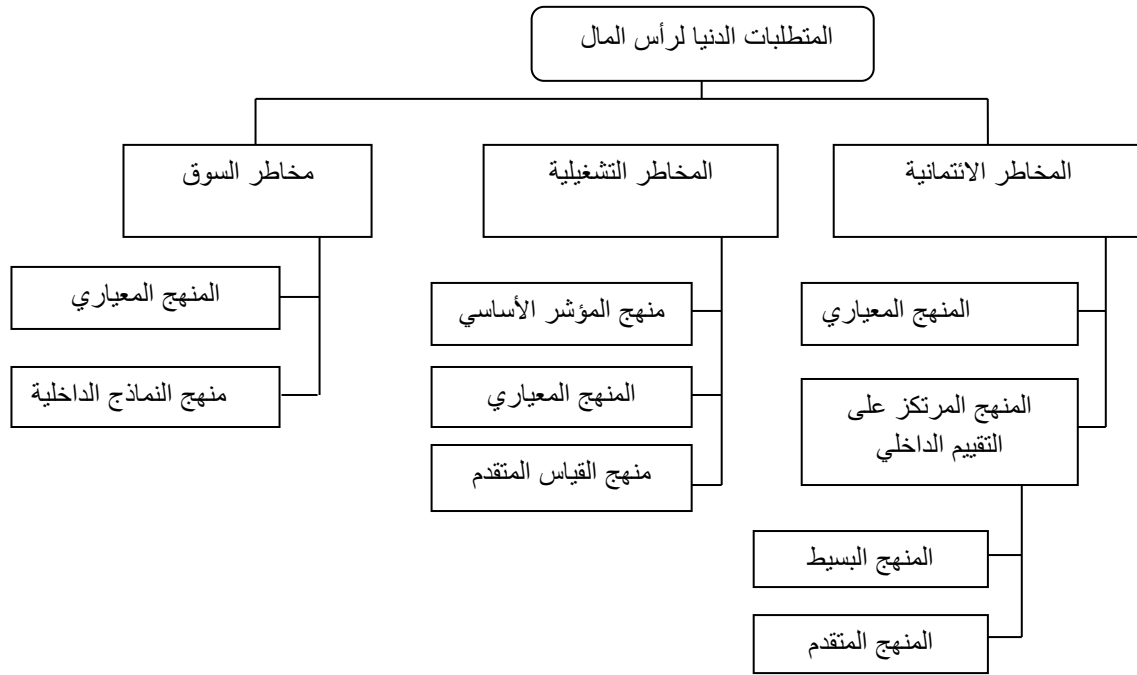 المتطلبات الدنيا لرأس المال
المخاطر الائتمانية
المخاطر التشغيلية
مخاطر السوق
المنهج المعياري
المنهج المرتكز على
التقييم الداخلي
المنهج البسيط
المنهج المتقدم
منهج المؤشر الأساسي
المنهج المعياري
منهج القياس المتقدم
المنهج المعياري
منهج النماذج الداخلية